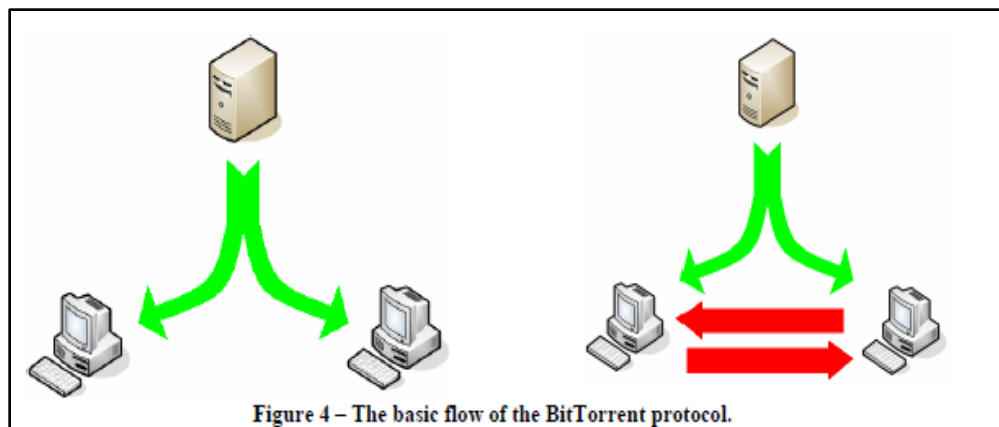 Figure 4 – The basic flow of the BitTorrent protocol.